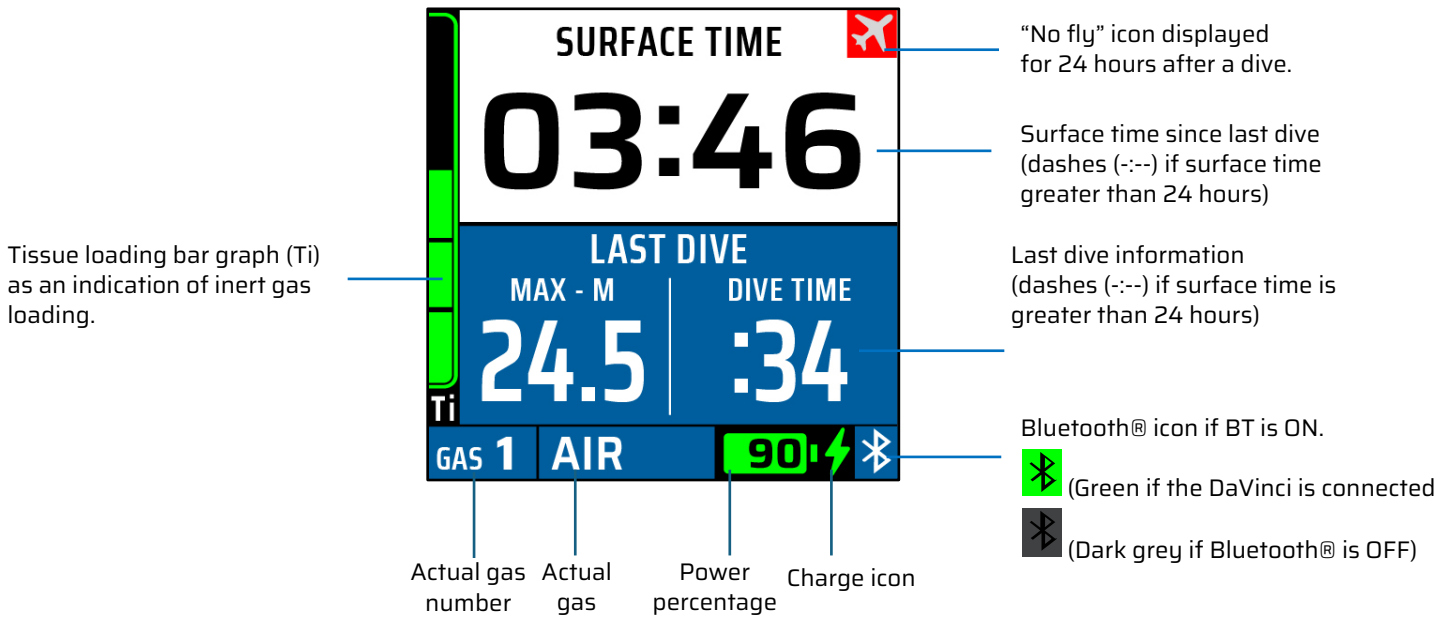 SURFACE TIME
03:46
LAST DIVE
MAX - M
DIVE TIME
24.5
:34
Ti
GAS 1
AIR
90
“No fly” icon displayed
for 24 hours after a dive.
Surface time since last dive
(dashes (-:--) if surface time
greater than 24 hours)
Last dive information
(dashes (-:--) if surface time is
greater than 24 hours)
Tissue loading bar graph (Ti)
as an indication of inert gas
loading.
Bluetooth® icon if BT is ON.
(Green if the DaVinci is connected
(Dark grey if Bluetooth® is OFF)
Actual gas
number
Actual
gas
Power
percentage
Charge icon